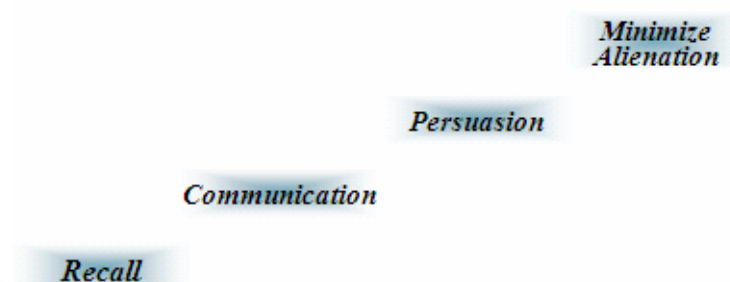 Minimize
Alienation
Persuasion
Communication
Recall